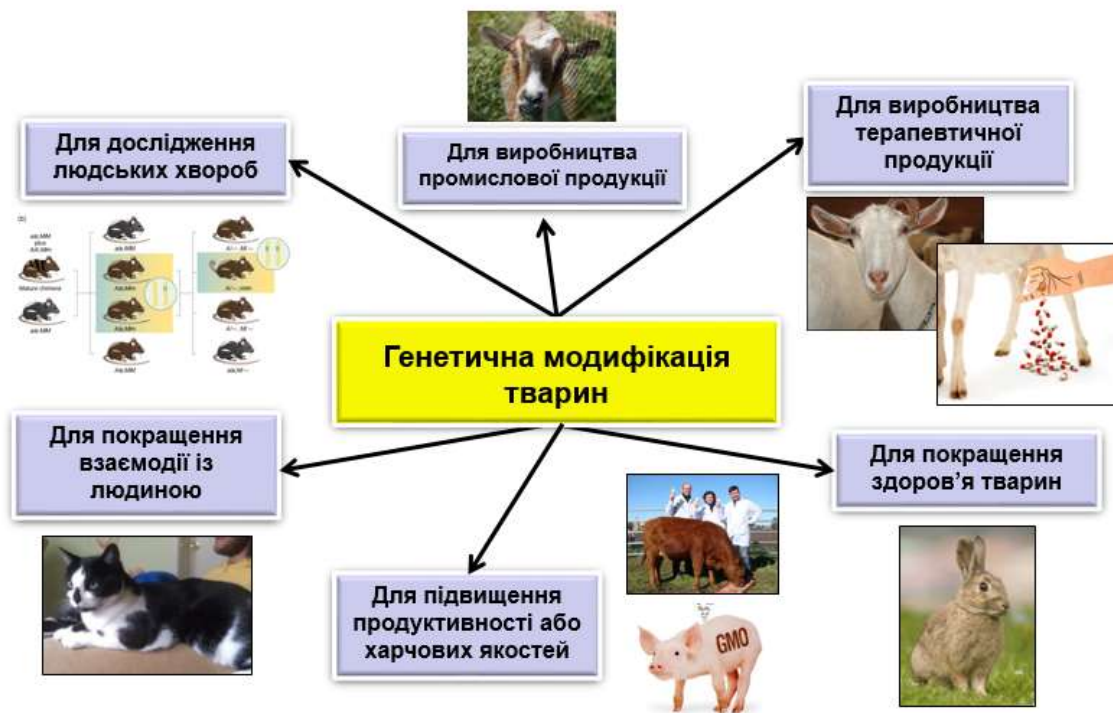 Для дослідження
людських хвороб
Для виробництва
промислової продукції
Для виробництва
терапевтичної
продукції
Генетична модифікація
тварин
Для покращення
взаємодії із
людиною
Для підвищення
продуктивності або
харчових якостей
GMO
Для покращення
здоров’я тварин